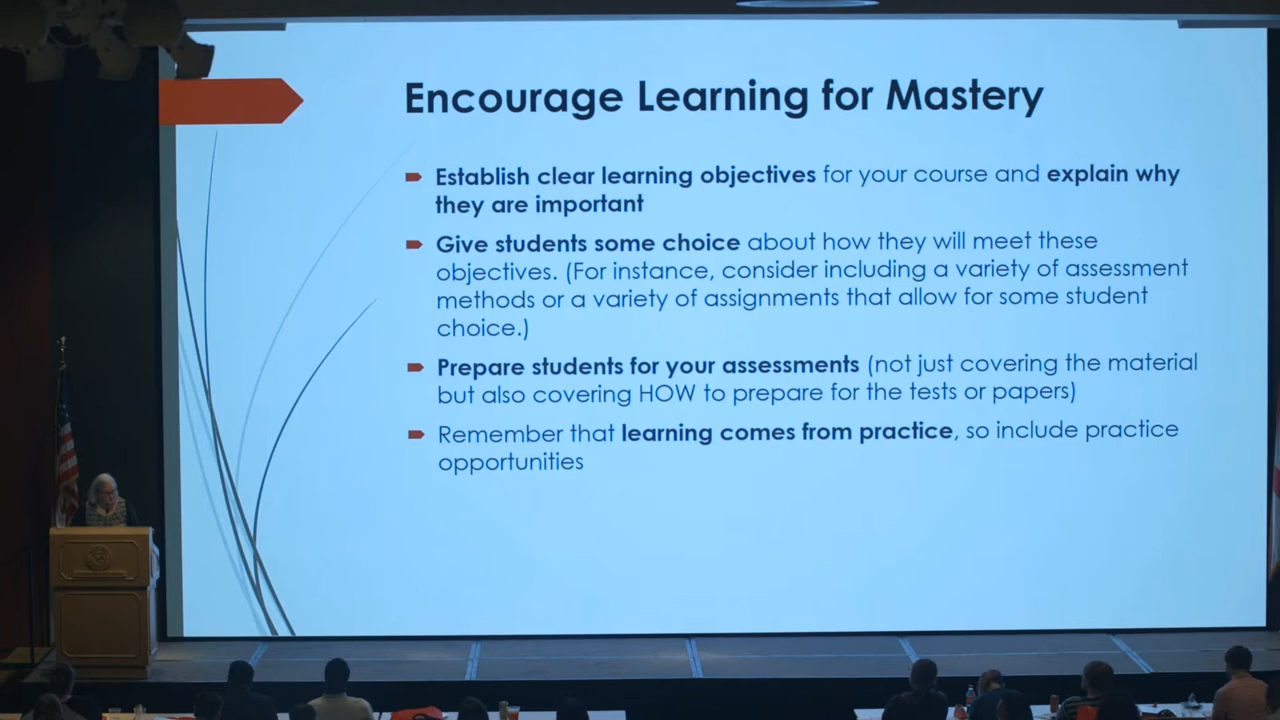 Encourage Learning for Mastery
Establish clear learning objectives for your course and explain why
they are important
Give students some choice about how they will meet these
objectives. (For instance, consider including a variety of assessment
methods or a variety of assignments that allow for some student
choice.)
Prepare students for your assessments (not just covering the material
but also covering HOW to prepare for the tests or papers)
Remember that learning comes from practice, so include practice
opportunities